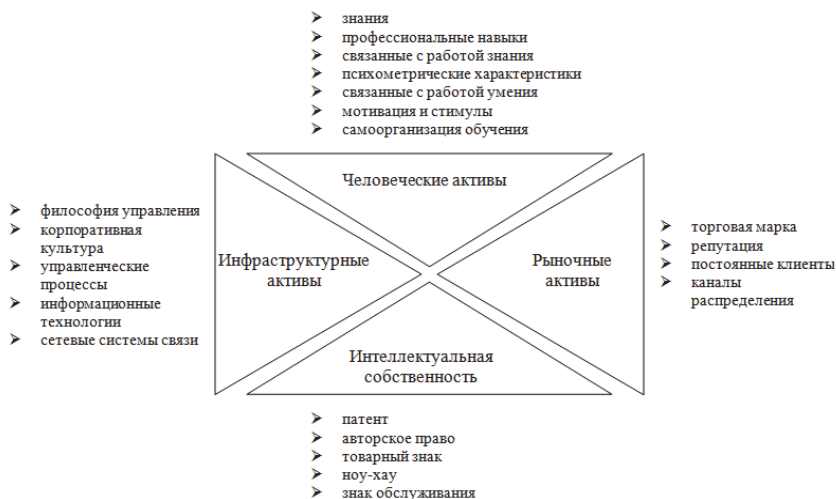 ➢ знания
➢ профессиональные навыки
➢ связанные с работой знания
➢ психометрические характеристики
➢ связанные с работой умения
➢ мотивация и стимулы
➢ самоорганизация обучения
Человеческие активы
➢ философия управления
➢ корпоративная
культура
➢ управленческие
процессы
➢ информационные
технологии
➢ сетевые системы связи
Инфраструктурные
активы
Рыночные
активы
➢ торговая марка
➢ репутация
➢ постоянные клиенты
➢ каналы
распределения
Интеллектуальная
собственность
➢ патент
➢ авторское право
➢ товарный знак
➢ ноу-хау
➢ знак обслуживания